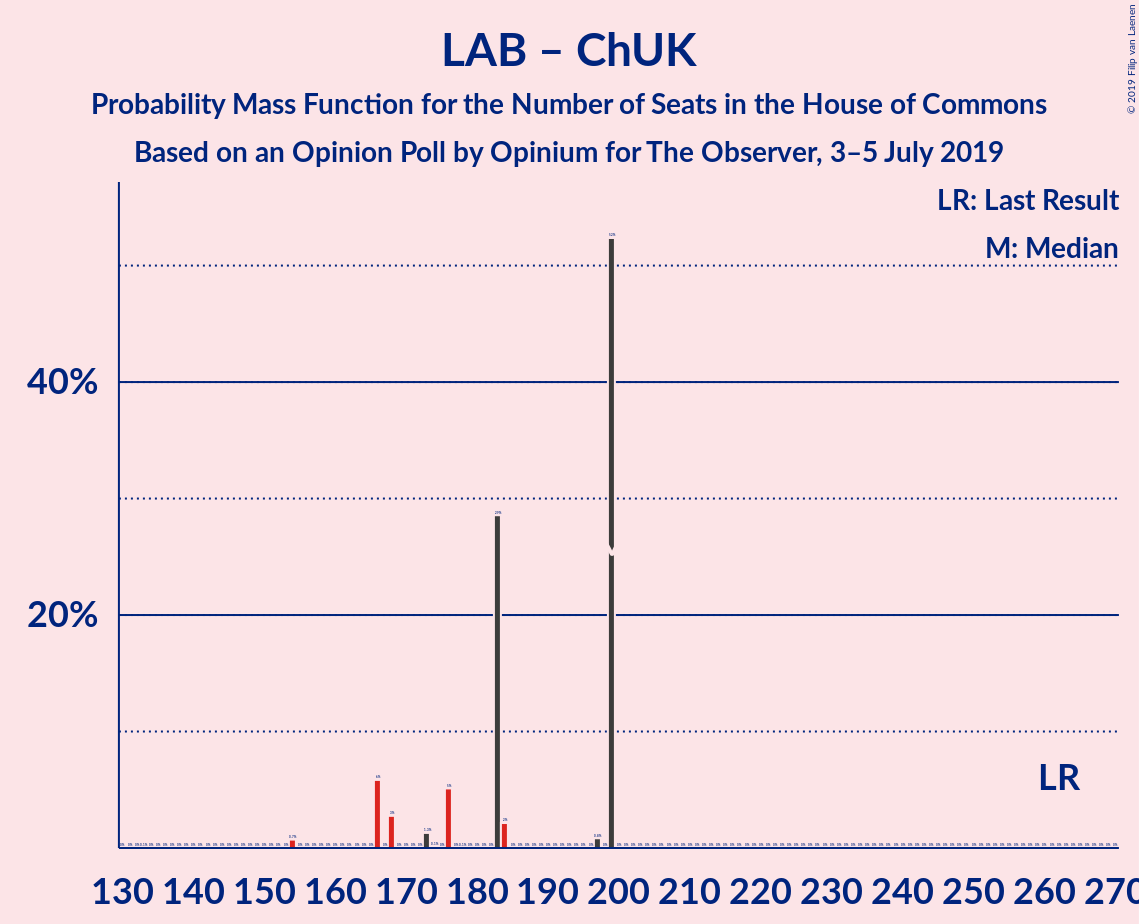 LAB – ChUK
Probability Mass Function for the Number of Seats in the House of Commons
Based on an Opinion Poll by Opinium for The Observer, 3–5 July 2019
© 2019 Filip van Laenen
LR: Last Result
M: Median
40%
20%
LR
130 140 150 160 170 180 190 200 210 220 230 240 250 260 270